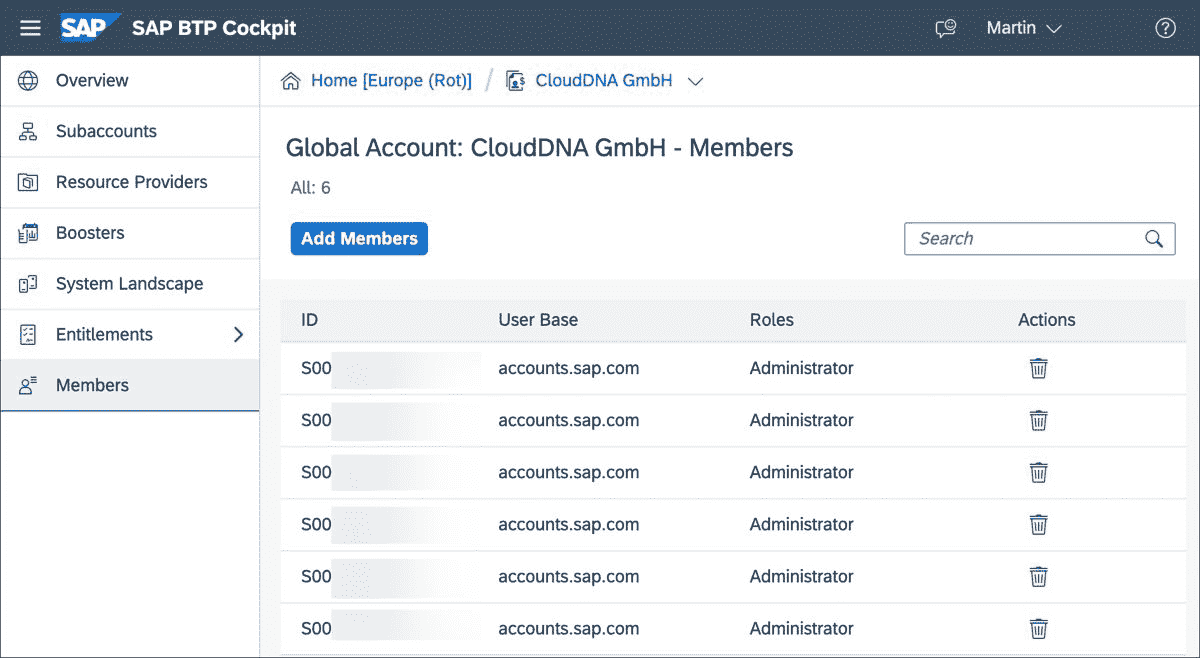 SAP SAP BTP Cockpit Martin
Overview
Subaccounts
Resource Providers
Boosters
System Landscape
Entitlements
Members
Home [Europe (Rot)] / CloudDNA GmbH
Global Account: CloudDNA GmbH - Members
All: 6
Add Members
Search
ID User Base Roles Actions
S00 accounts.sap.com Administrator
S00 accounts.sap.com Administrator
S00 accounts.sap.com Administrator
S00 accounts.sap.com Administrator
S00 accounts.sap.com Administrator
S00 accounts.sap.com Administrator